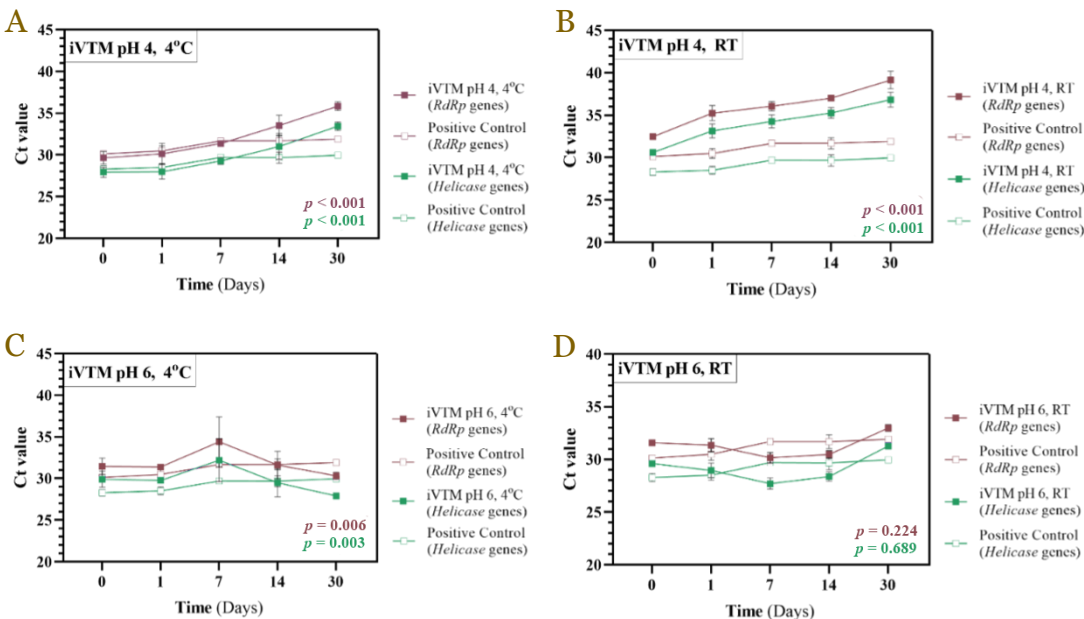 A
iVTM pH 4, 4°C
45
40
35
30
25
20
Ct value
0 1 7 14 30
Time (Days)
p < 0.001
p < 0.001
iVTM pH 4, 4°C
(RdRp genes)
Positive Control
(RdRp genes)
iVTM pH 4, 4°C
(Helicase genes)
Positive Control
(Helicase genes)
B
iVTM pH 4, RT
45
40
35
30
25
20
Ct value
0 1 7 14 30
Time (Days)
p < 0.001
p < 0.001
iVTM pH 4, RT
(RdRp genes)
Positive Control
(RdRp genes)
iVTM pH 4, RT
(Helicase genes)
Positive Control
(Helicase genes)
C
iVTM pH 6, 4°C
45
40
35
30
25
20
Ct value
0 1 7 14 30
Time (Days)
p = 0.006
p = 0.003
iVTM pH 6, 4°C
(RdRp genes)
Positive Control
(RdRp genes)
iVTM pH 6, 4°C
(Helicase genes)
Positive Control
(Helicase genes)
D
iVTM pH 6, RT
40
35
30
25
20
Ct value
0 1 7 14 30
Time (Days)
p = 0.224
p = 0.689
iVTM pH 6, RT
(RdRp genes)
Positive Control
(RdRp genes)
iVTM pH 6, RT
(Helicase genes)
Positive Control
(Helicase genes)